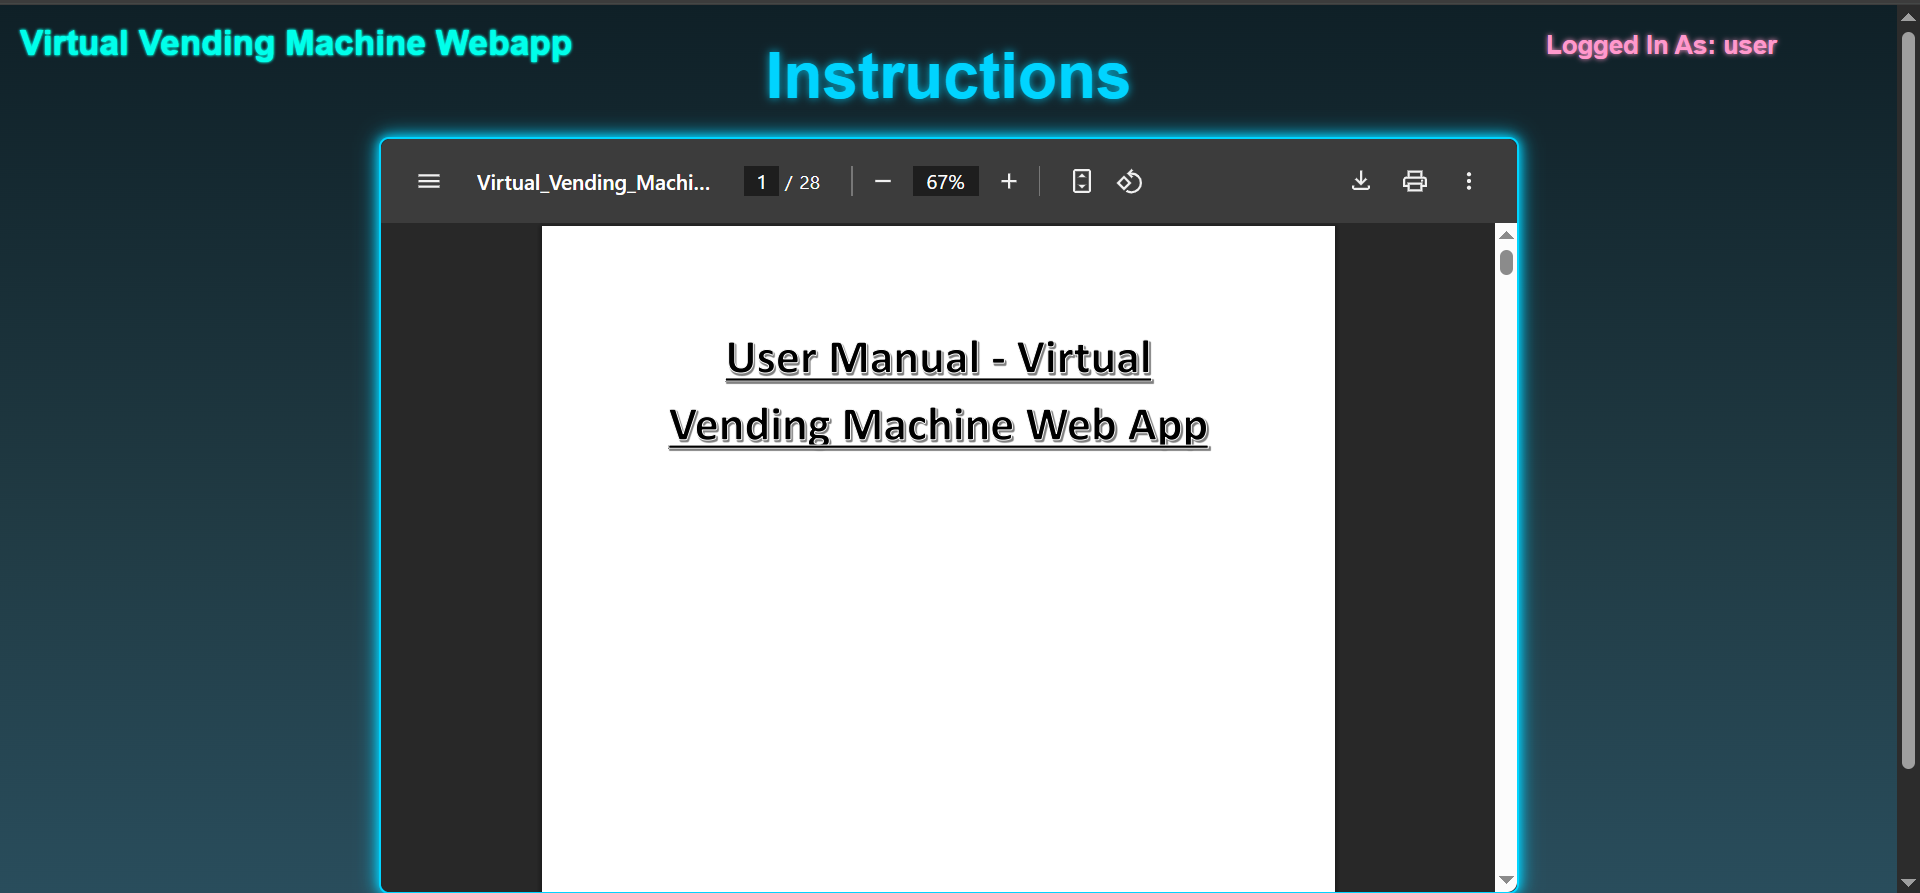 Virtual Vending Machine Webapp
Instructions
Logged In As: user
Virtual_Vending_Machi... 1 / 28 67%
User Manual - Virtual
Vending Machine Web App